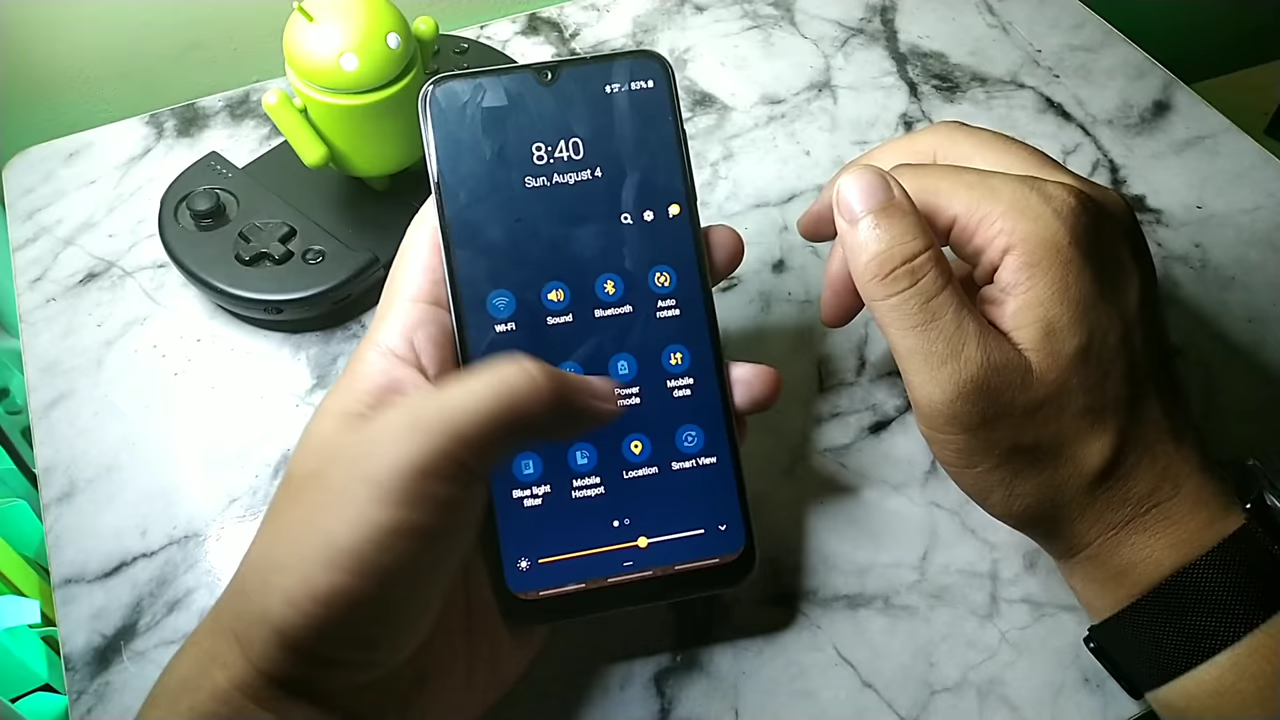 83%
8:40
Sun, August 4
Wi-Fi
Sound
Bluetooth
Auto
rotate
Power
mode
Mobile
data
Blue light
filter
Mobile
Hotspot
Location
Smart View